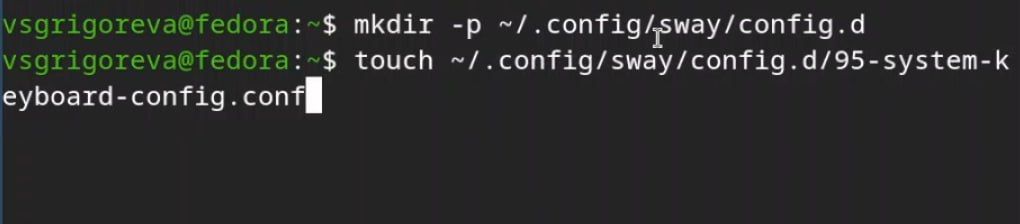 vsgrigoreva@fedora:~$ mkdir -p ~/.config/sway/config.d
vsgrigoreva@fedora:~$ touch ~/.config/sway/config.d/95-system-k
eyboard-config.conf